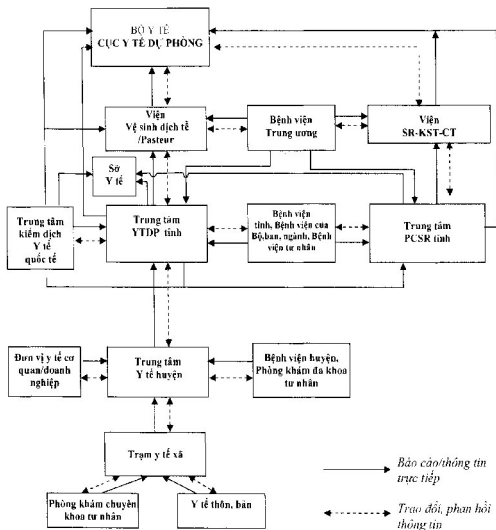 BỘ Y TẾ
CỤC Y TẾ DỰ PHÒNG
Viện
Vệ sinh dịch tễ
/Pasteur
Bệnh viện
Trung ương
Viện
SR-KST-CT
Sở
Y tế
Trung tâm
kiểm dịch
Y tế
quốc tế
Trung tâm
YTDP tỉnh
Bệnh viện
tỉnh, Bệnh viện của
Bộ,ban, ngành, Bệnh
viện tư nhân
Trung tâm
PCSR tỉnh
Đơn vị y tế cơ
quan/doanh
nghiệp
Trung tâm
Y tế huyện
Bệnh viện huyện,
Phòng khám đa khoa
tư nhân
Trạm y tế xã
Phòng khám chuyên
khoa tư nhân
Y tế thôn, bản
Báo cáo/thông tin
trực tiếp
Trao đổi, phản hồi
thông tin